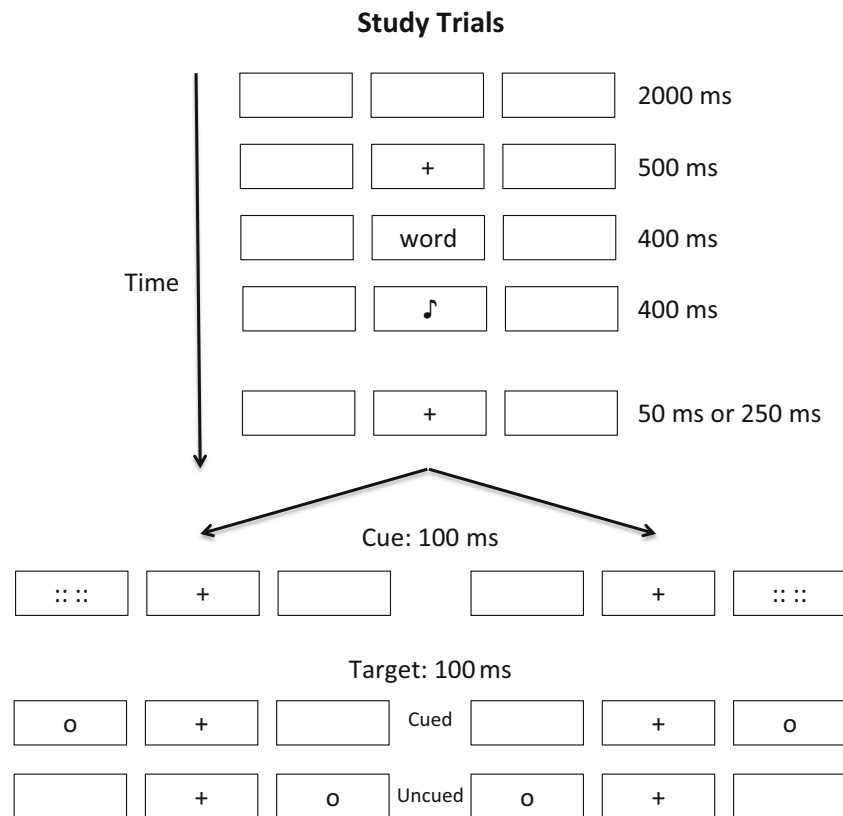 Study Trials
2000 ms
+ 500 ms
word 400 ms
Time
♪ 400 ms
+ 50 ms or 250 ms
Cue: 100 ms
:: :: + + :: ::
Target: 100 ms
o + Cued + o
+ o Uncued o +